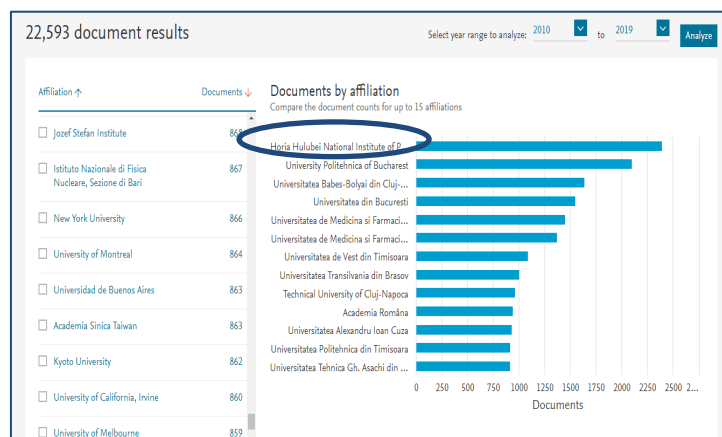 22,593 document results
Select year range to analyze: 2010 to 2019 Analyze
Affiliation ↑ Documents ↓
Jozef Stefan Institute 868
Istituto Nazionale di Fisica
Nucleare, Sezione di Bari 867
New York University 866
University of Montreal 864
Universidad de Buenos Aires 863
Academia Sinica Taiwan 863
Kyoto University 862
University of California, Irvine 860
University of Melbourne 859
Documents by affiliation
Compare the document counts for up to 15 affiliations
Horia Hulubei National Institute of P...
University Politehnica of Bucharest
Universitatea Babes-Bolyai din Cluj-...
Universitatea din Bucuresti
Universitatea de Medicina si Farmaci...
Universitatea de Medicina si Farmaci...
Universitatea de Vest din Timisoara
Universitatea Transilvania din Brasov
Technical University of Cluj-Napoca
Academia Română
Universitatea Alexandru Ioan Cuza
Universitatea Politehnica din Timisoara
Universitatea Tehnica Gh. Asachi din ...
0 250 500 750 1000 1250 1500 1750 2000 2250 2500 2...
Documents